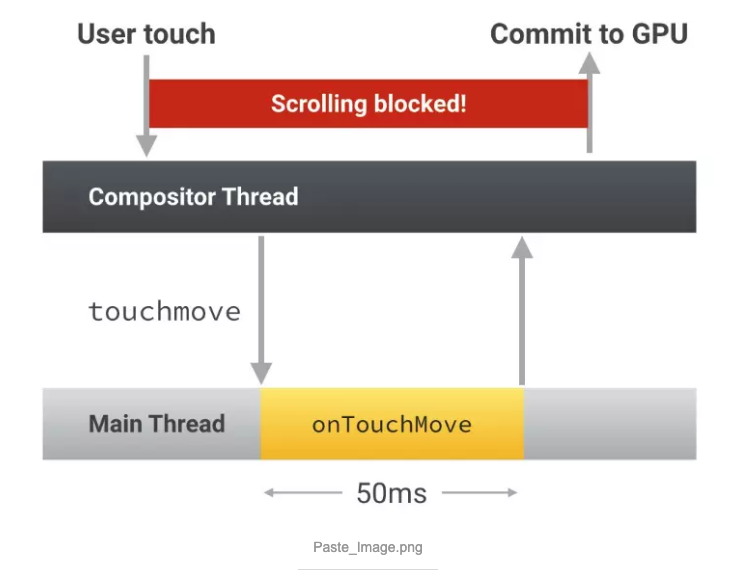 User touch
Commit to GPU
Scrolling blocked!
Compositor Thread
touchmove
Main Thread
onTouchMove
50ms
Paste_Image.png